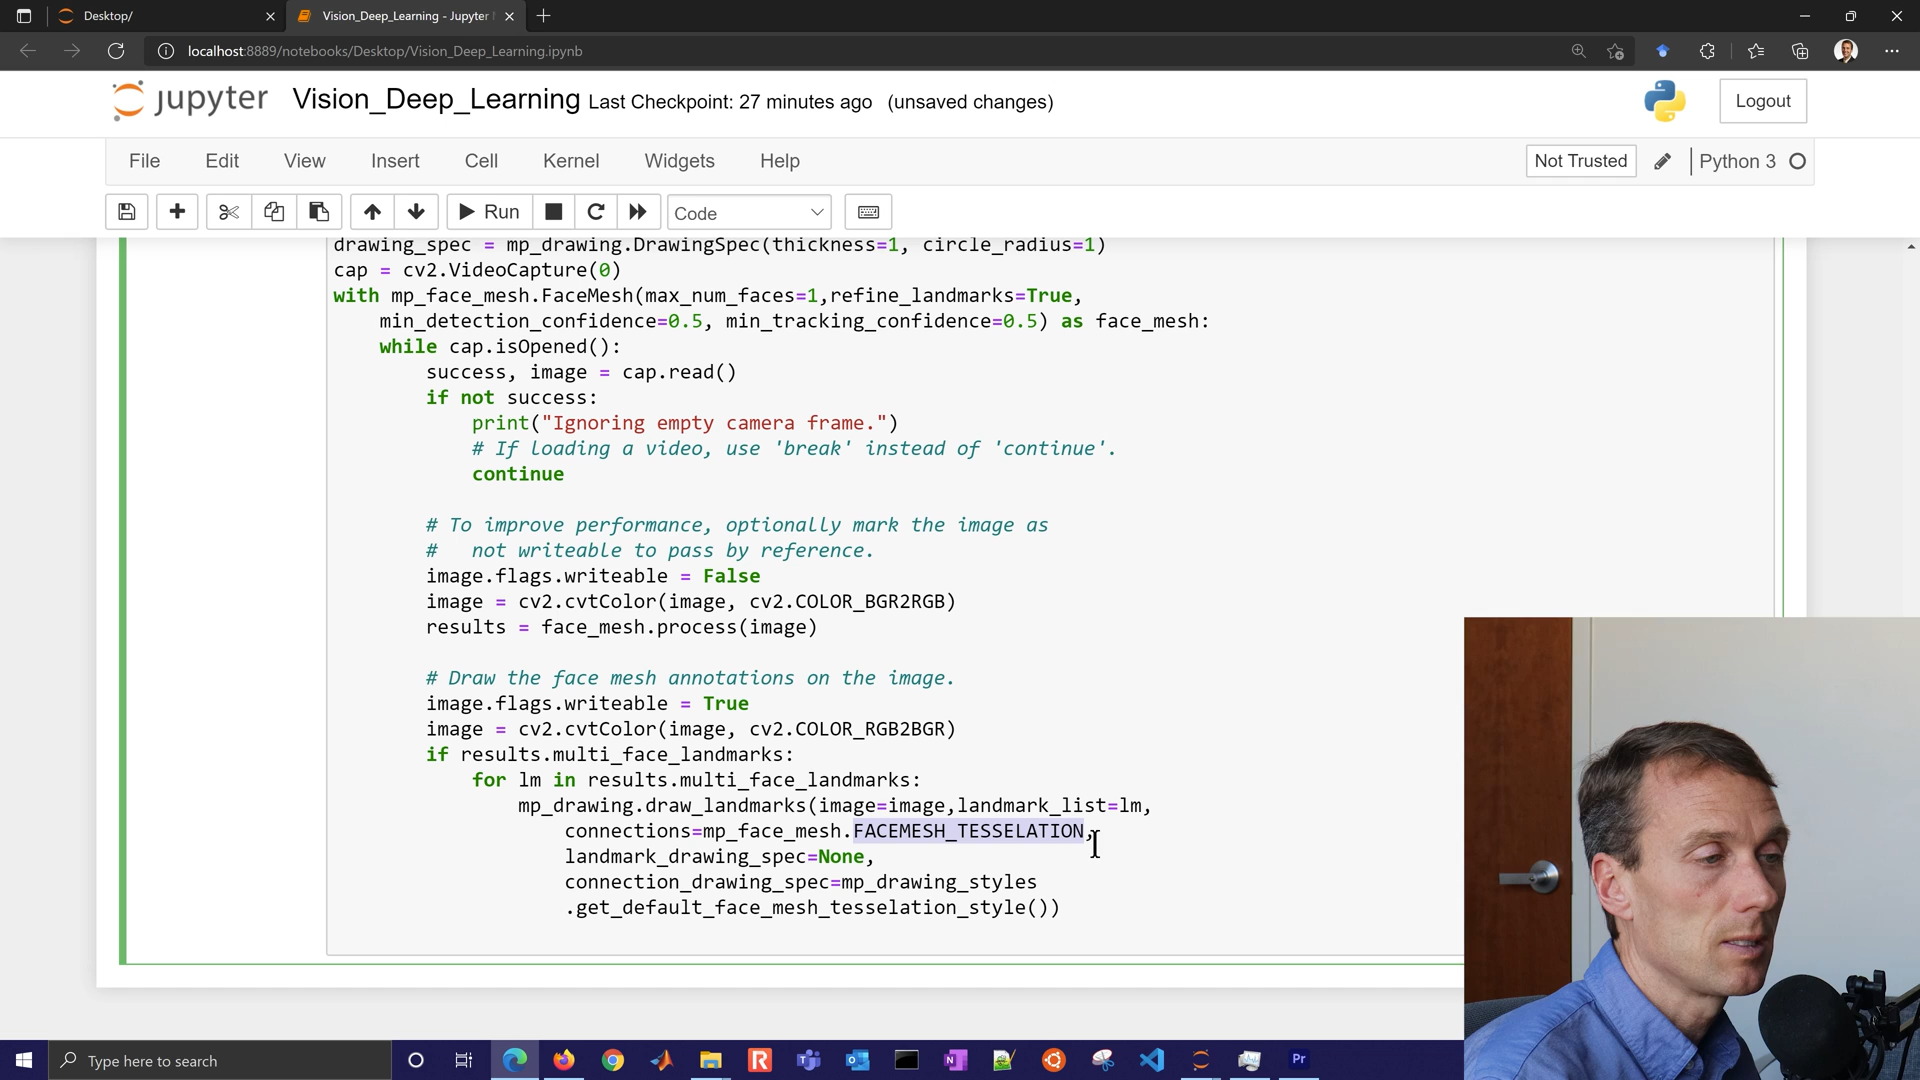 Desktop/
Vision_Deep_Learning - Jupyter
localhost:8889/notebooks/Desktop/Vision_Deep_Learning.ipynb
jupyter Vision_Deep_Learning Last Checkpoint: 27 minutes ago (unsaved changes)
Logout
File Edit View Insert Cell Kernel Widgets Help
Not Trusted
Python 3
Run
Code
drawing_spec = mp_drawing.DrawingSpec(thickness=1, circle_radius=1)
cap = cv2.VideoCapture(0)
with mp_face_mesh.FaceMesh(max_num_faces=1,refine_landmarks=True,
    min_detection_confidence=0.5, min_tracking_confidence=0.5) as face_mesh:
    while cap.isOpened():
        success, image = cap.read()
        if not success:
            print("Ignoring empty camera frame.")
            # If loading a video, use 'break' instead of 'continue'.
            continue
        # To improve performance, optionally mark the image as
        #   not writeable to pass by reference.
        image.flags.writeable = False
        image = cv2.cvtColor(image, cv2.COLOR_BGR2RGB)
        results = face_mesh.process(image)
        # Draw the face mesh annotations on the image.
        image.flags.writeable = True
        image = cv2.cvtColor(image, cv2.COLOR_RGB2BGR)
        if results.multi_face_landmarks:
            for lm in results.multi_face_landmarks:
                mp_drawing.draw_landmarks(image=image,landmark_list=lm,
                    connections=mp_face_mesh.FACEMESH_TESSELATION,
                    landmark_drawing_spec=None,
                    connection_drawing_spec=mp_drawing_styles
                    .get_default_face_mesh_tesselation_style())
Type here to search
R
N
Pr